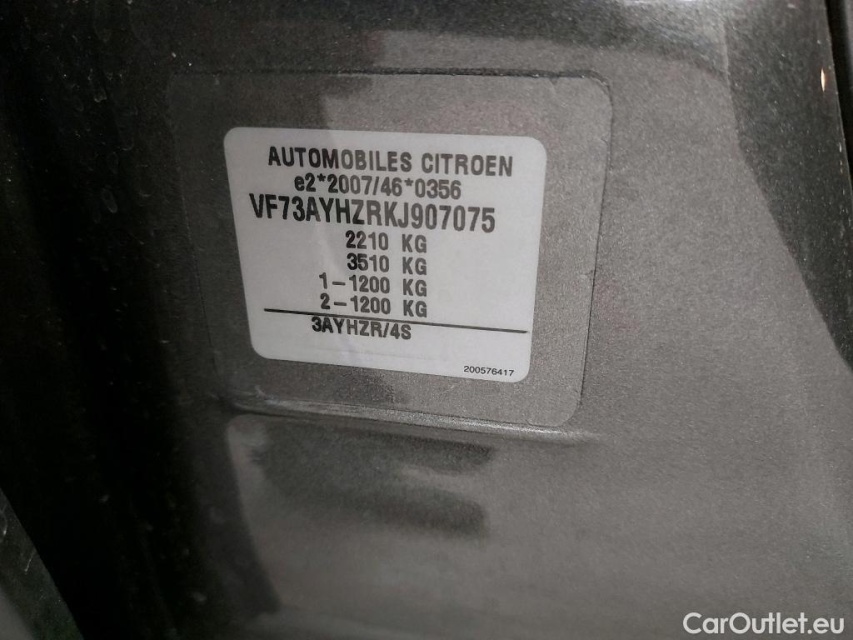 AUTOMOBILES CITROEN
e2*2007/46*0356
VF73AYHZRKJ907075
2210 KG
3510 KG
1-1200 KG
2-1200 KG
3AYHZR/4S
200576417
CarOutlet.eu